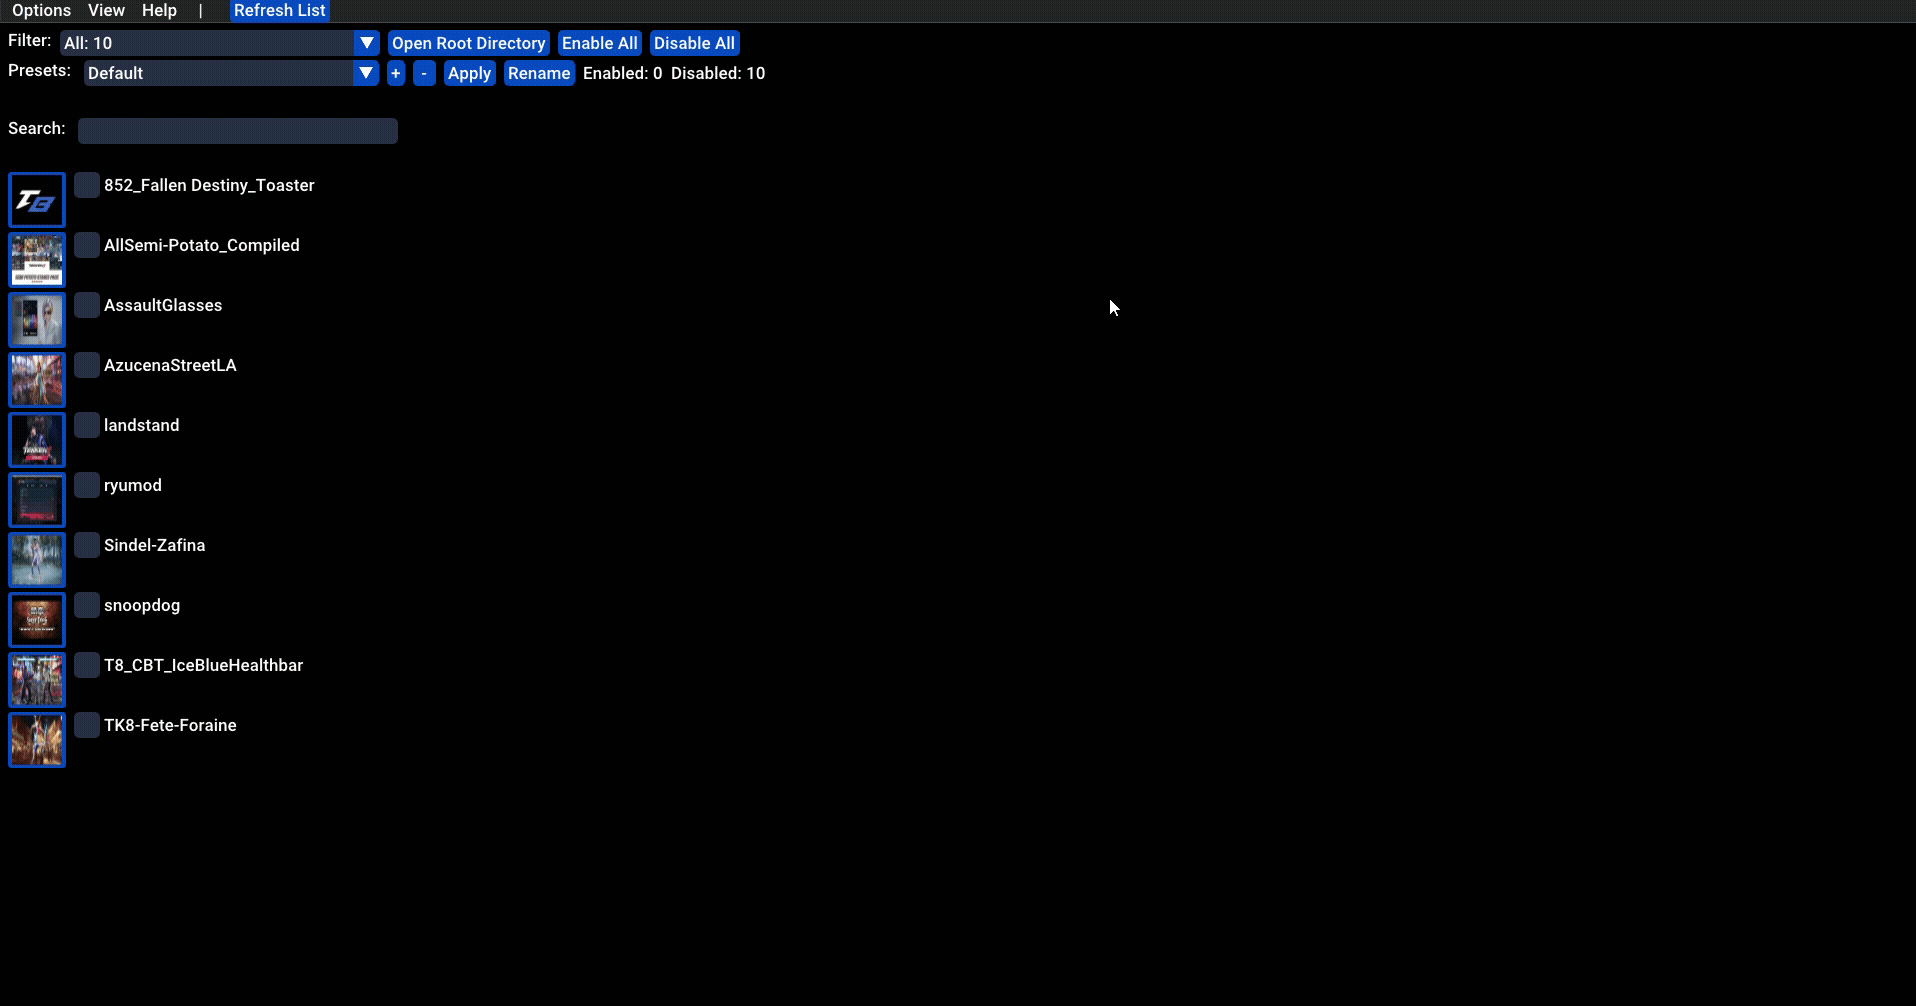 Options View Help | Refresh List
Filter: All: 10 Open Root Directory Enable All Disable All
Presets: Default + - Apply Rename Enabled: 0 Disabled: 10
Search:
852_Fallen Destiny_Toaster
AllSemi-Potato_Compiled
AssaultGlasses
AzucenaStreetLA
landstand
ryumod
Sindel-Zafina
snoopdog
T8_CBT_IceBlueHealthbar
TK8-Fete-Foraine